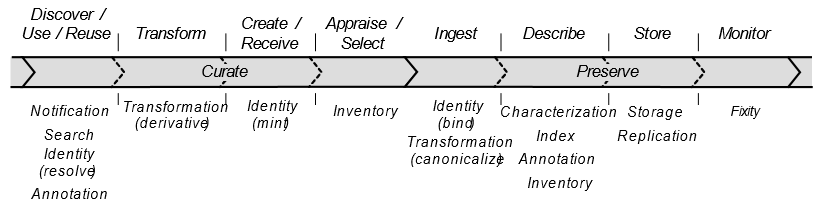 Discover /
Use / Reuse
Transform
Create /
Receive
Appraise /
Select
Ingest
Describe
Store
Monitor
Curate
Preserve
Notification
Search
Identity
(resolve)
Annotation
Transformation
(derivative)
Identity
(mint)
Inventory
Identity
(bind)
Transformation
(canonicalize)
Characterization
Index
Annotation
Inventory
Storage
Replication
Fixity